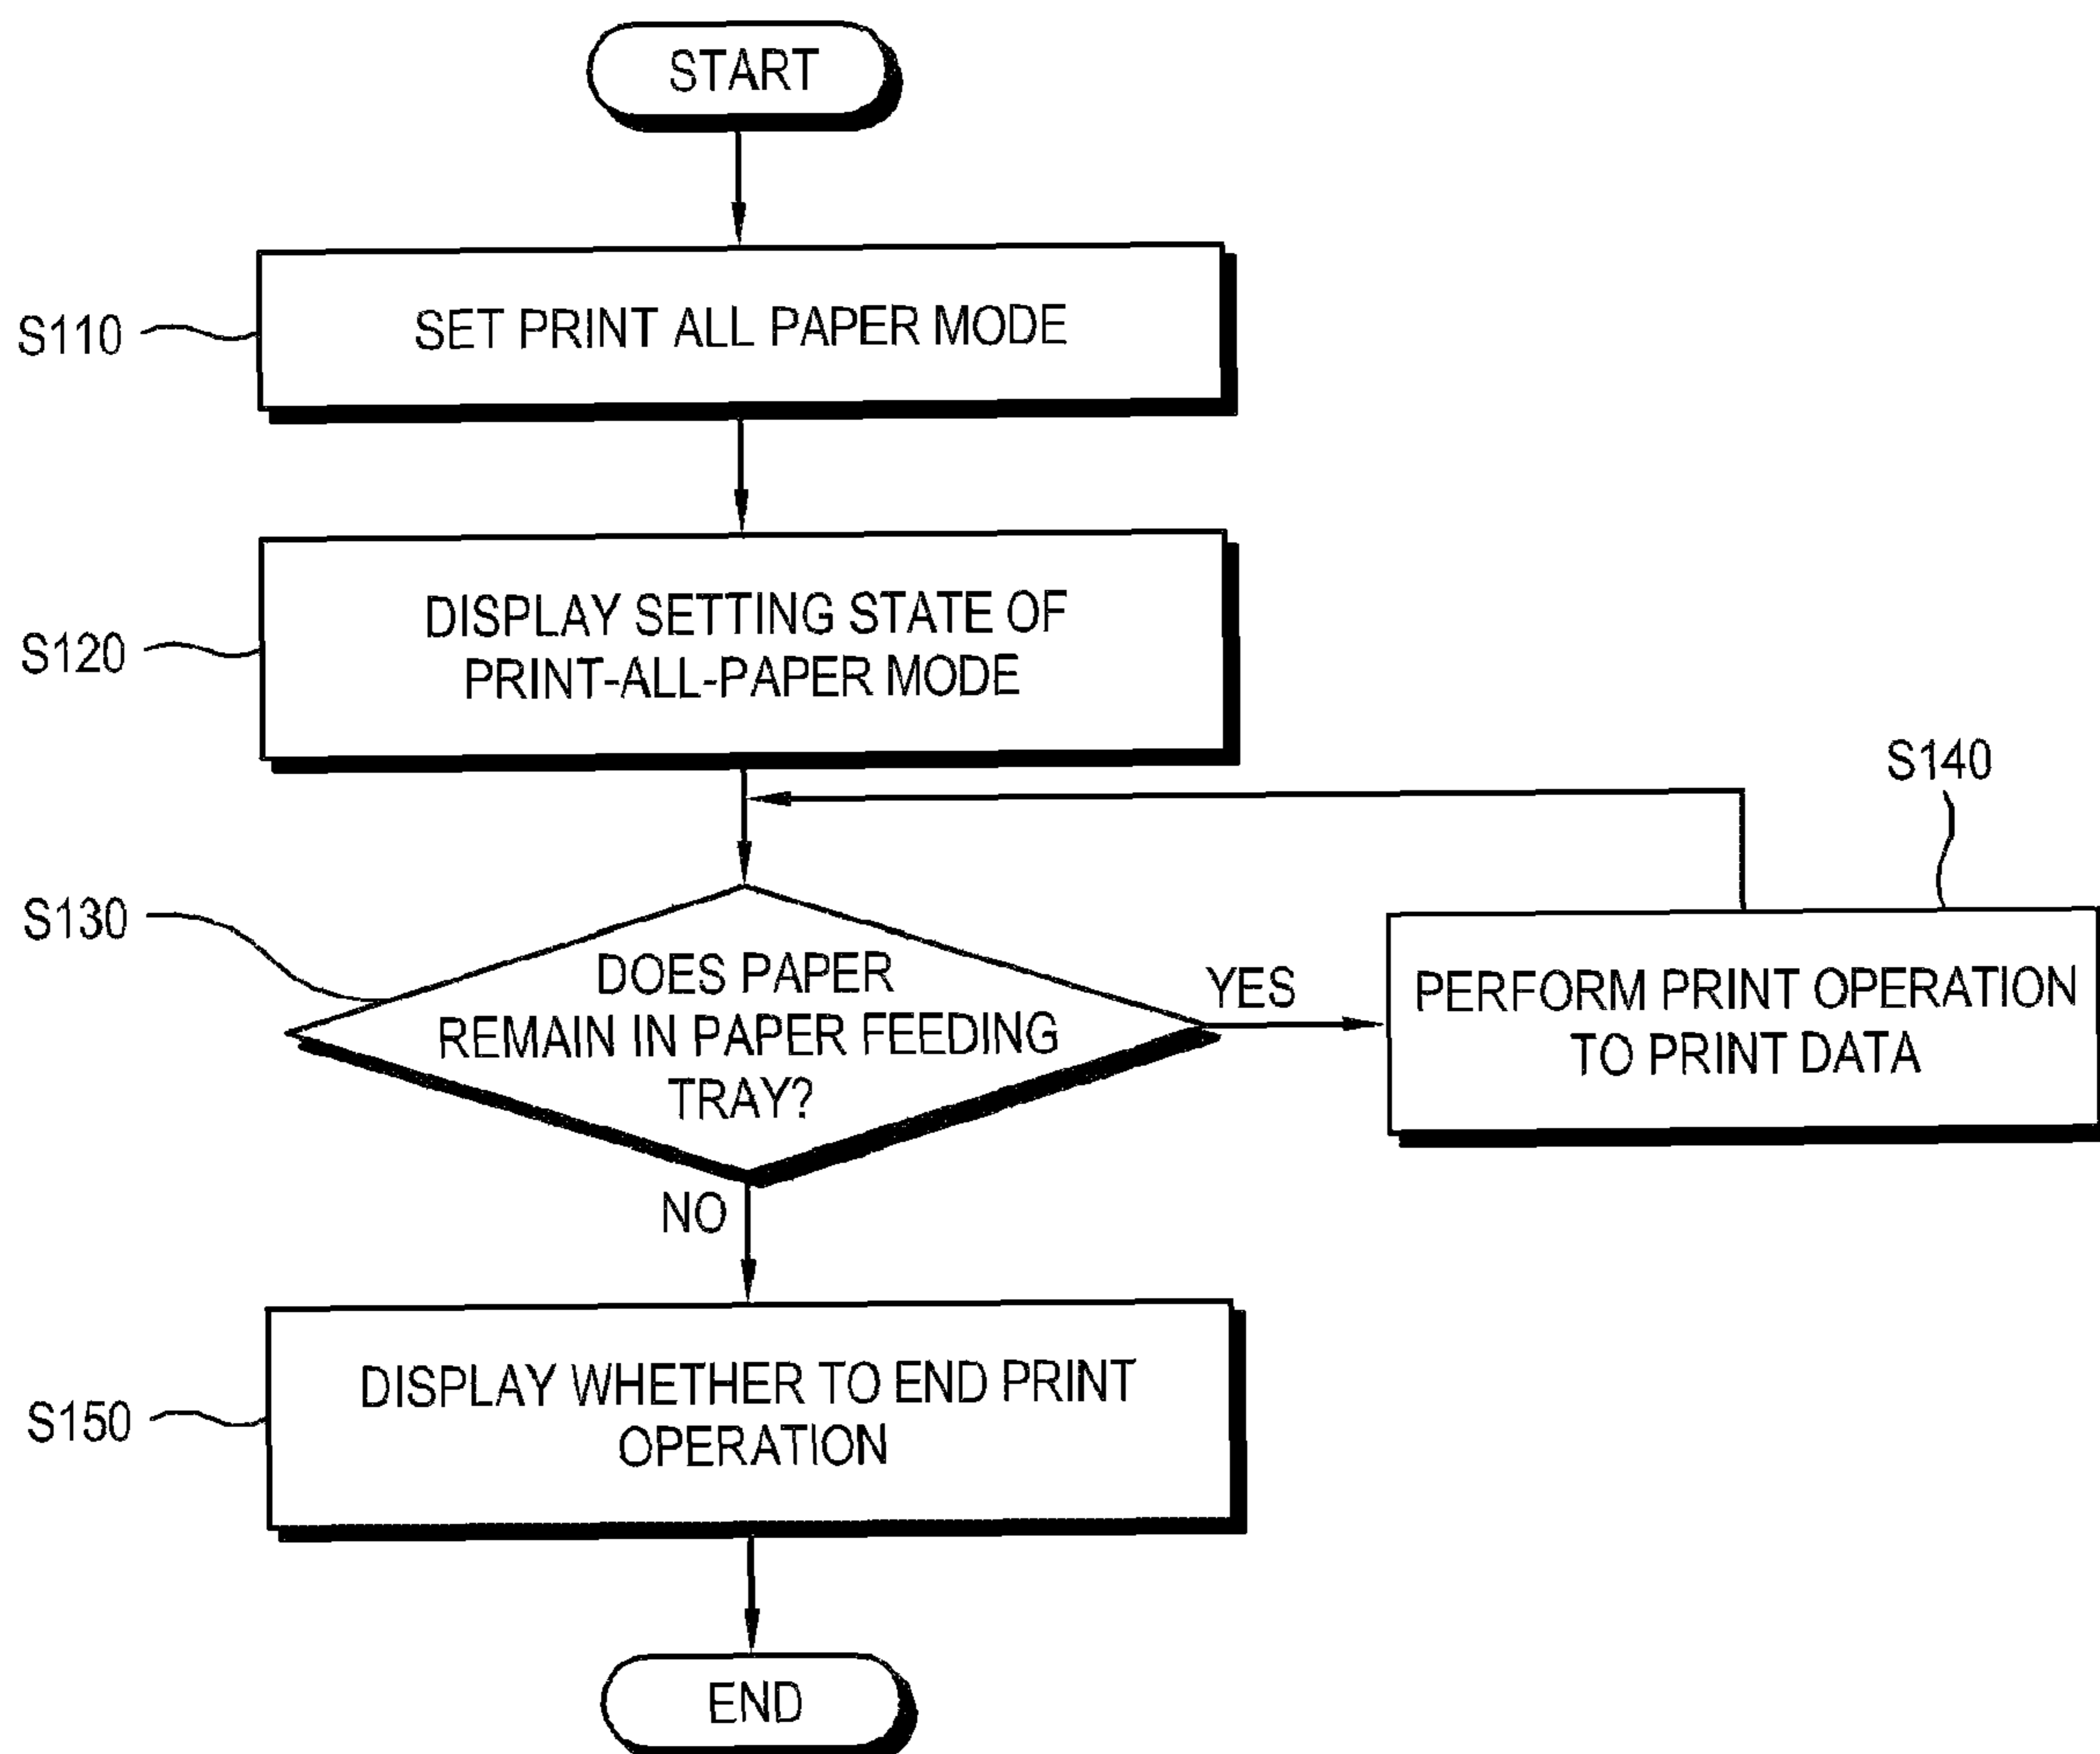 START
S110
SET PRINT ALL PAPER MODE
S120
DISPLAY SETTING STATE OF
PRINT-ALL-PAPER MODE
S140
S130
DOES PAPER
REMAIN IN PAPER FEEDING
TRAY?
YES
PERFORM PRINT OPERATION
TO PRINT DATA
NO
S150
DISPLAY WHETHER TO END PRINT
OPERATION
END